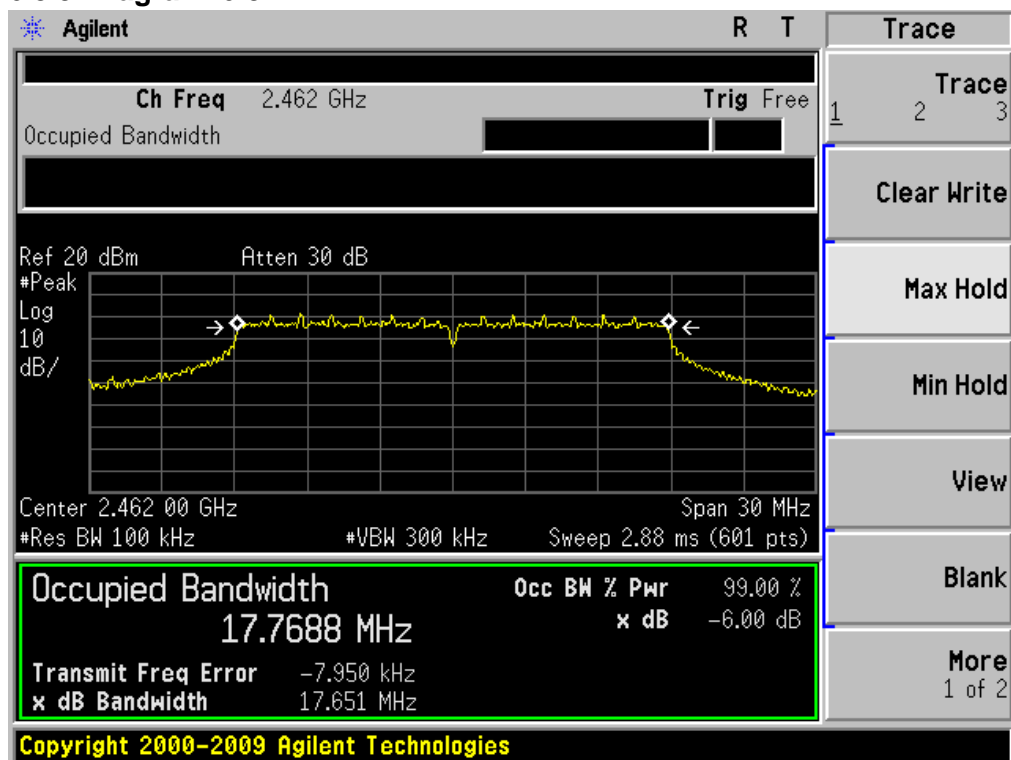 Agilent R T Trace
Ch Freq 2.462 GHz Trig Free
Occupied Bandwidth
Trace
1 2 3
Clear Write
Max Hold
Min Hold
View
Blank
More
1 of 2
Ref 20 dBm Atten 30 dB
#Peak
Log
10
dB/
Center 2.462 00 GHz Span 30 MHz
#Res BW 100 kHz #VBW 300 kHz Sweep 2.88 ms (601 pts)
Occupied Bandwidth Occ BW % Pwr 99.00 %
17.7688 MHz x dB -6.00 dB
Transmit Freq Error -7.950 kHz
x dB Bandwidth 17.651 MHz
Copyright 2000-2009 Agilent Technologies